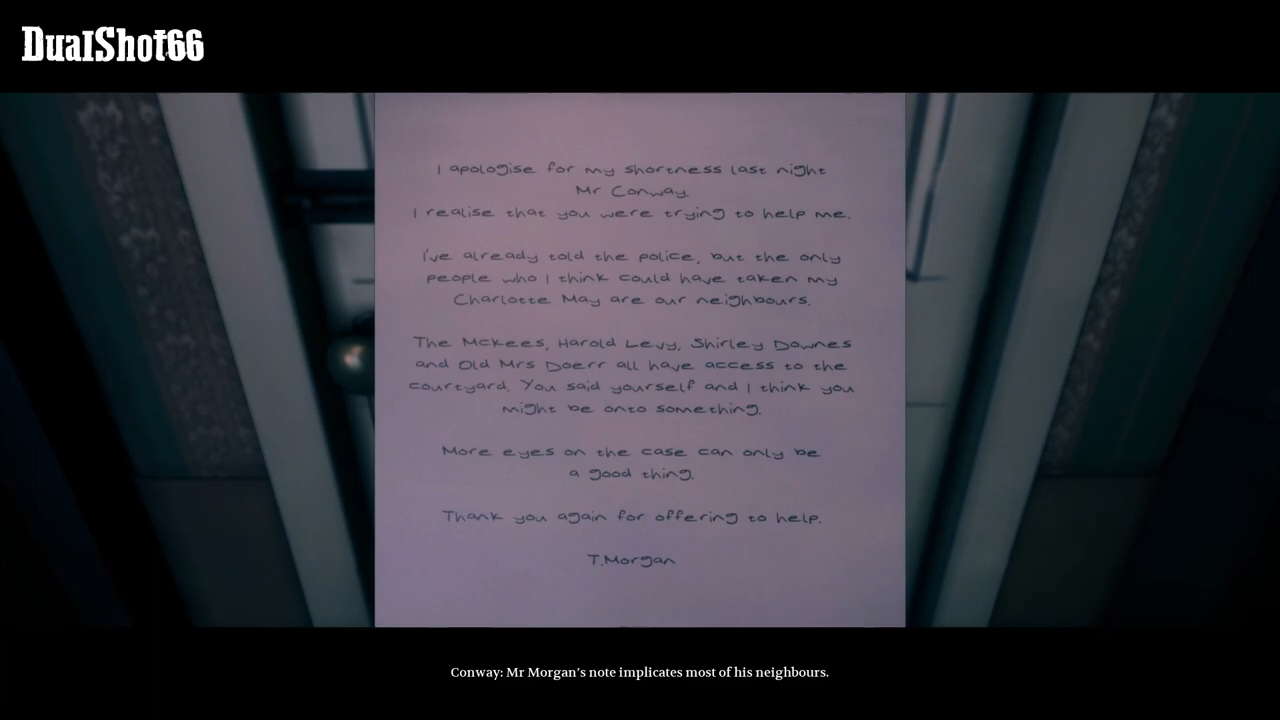 DualShot66
I apologise for my shortness last night
Mr Conway.
I realise that you were trying to help me.
I've already told the police, but the only
people who I think could have taken my
Charlotte May are our neighbours.
The McKees, Harold Levy, Shirley Downes
and Old Mrs Doerr all have access to the
courtyard. You said yourself and I think you
might be onto something.
More eyes on the case can only be
a good thing.
Thank you again for offering to help.
T.Morgan
Conway: Mr Morgan’s note implicates most of his neighbours.